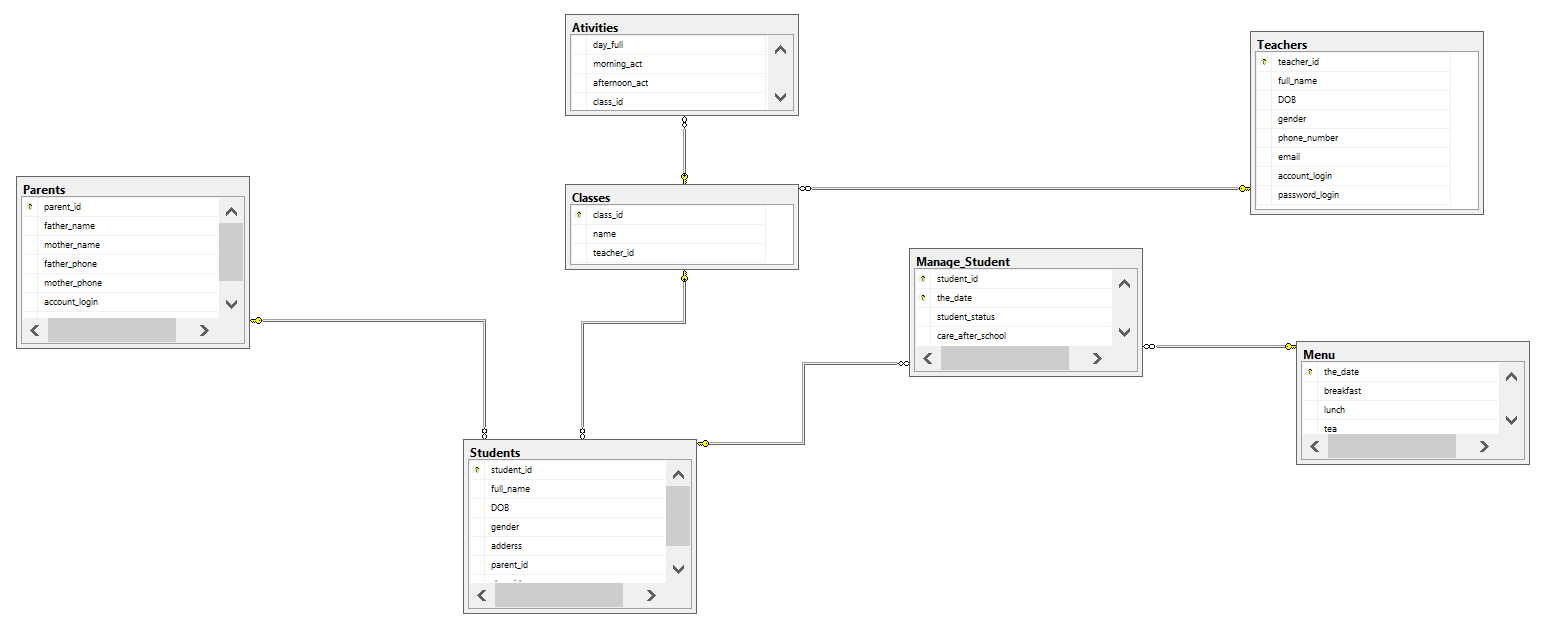 Ativities
day_full
morning_act
afternoon_act
class_id
Teachers
teacher_id
full_name
DOB
gender
phone_number
email
account_login
password_login
Parents
parent_id
father_name
mother_name
father_phone
mother_phone
account_login
Classes
class_id
name
teacher_id
Manage_Student
student_id
the_date
student_status
care_after_school
Menu
the_date
breakfast
lunch
tea
Students
student_id
full_name
DOB
gender
adderss
parent_id